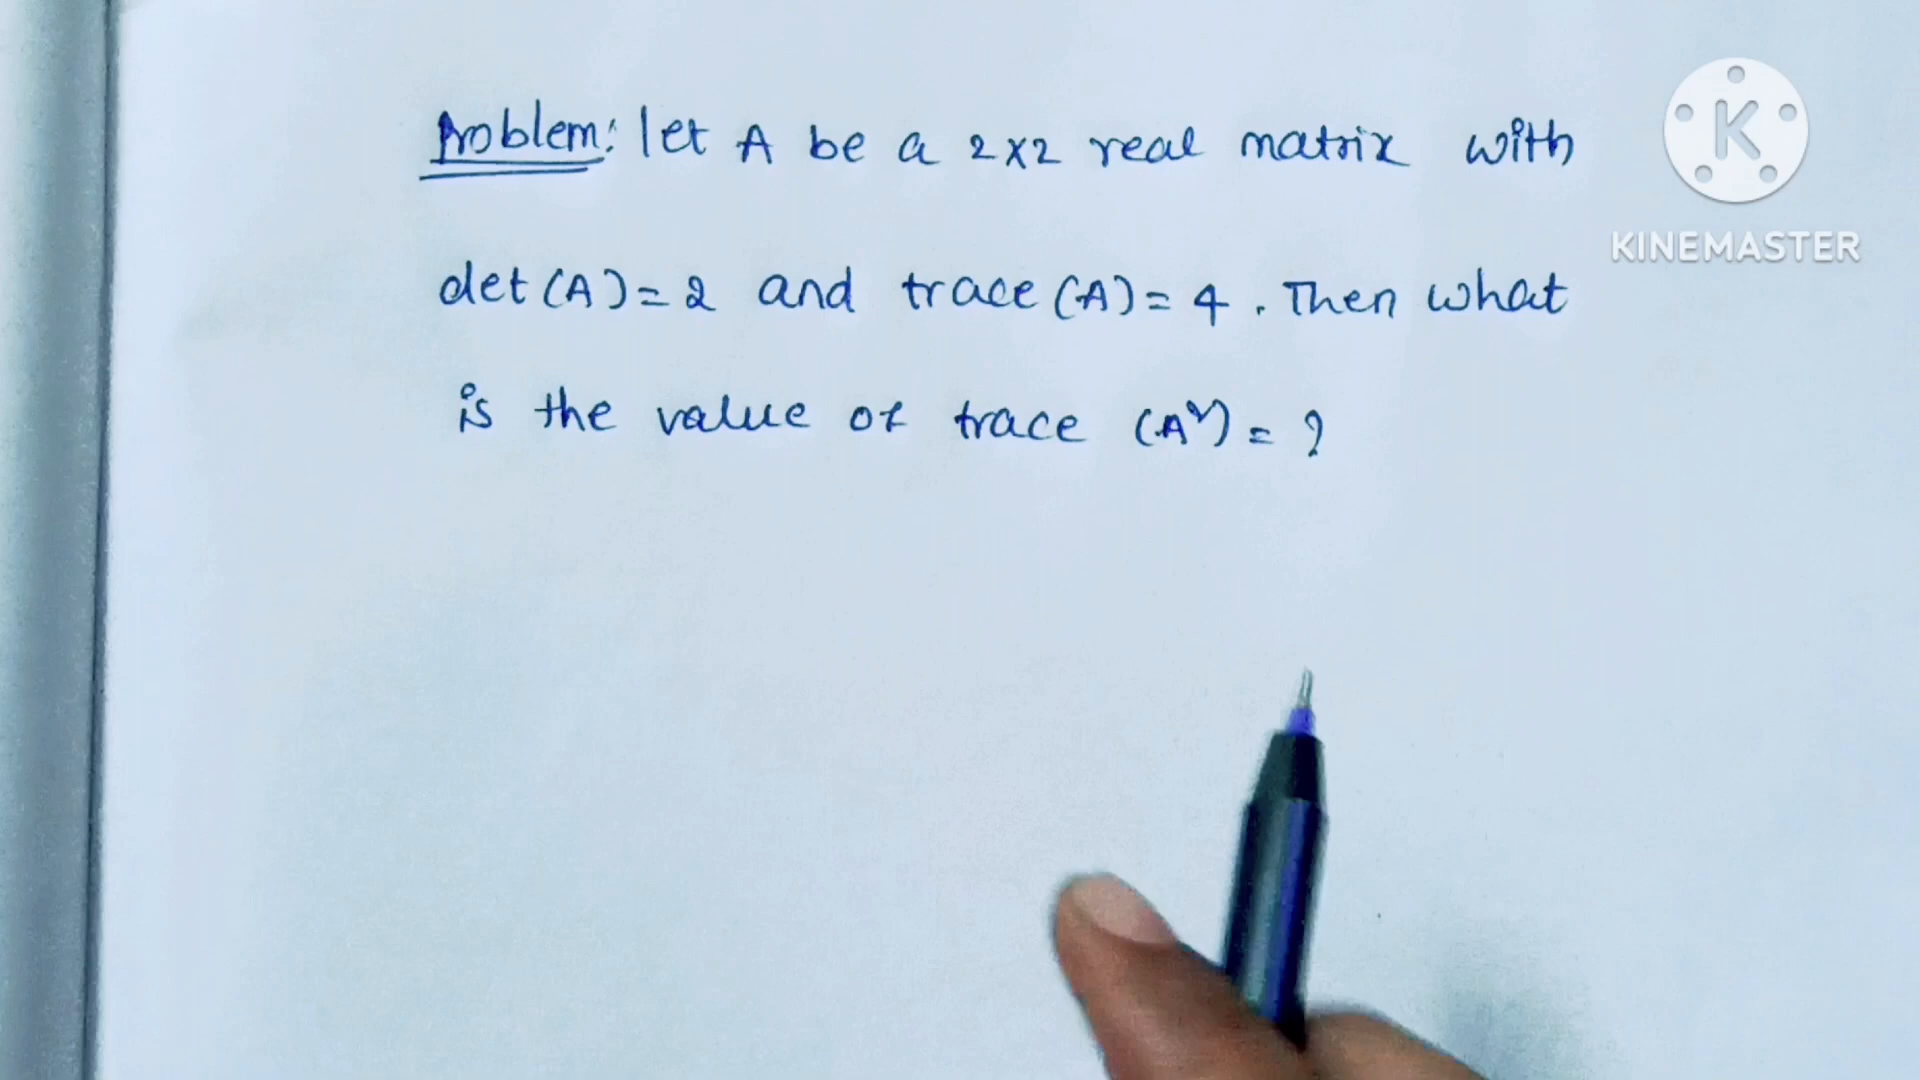 Problem: let A be a 2x2 real matrix with
K
KINEMASTER
det(A)=2 and trace(A)=4. Then what
is the value of trace (A²)=?